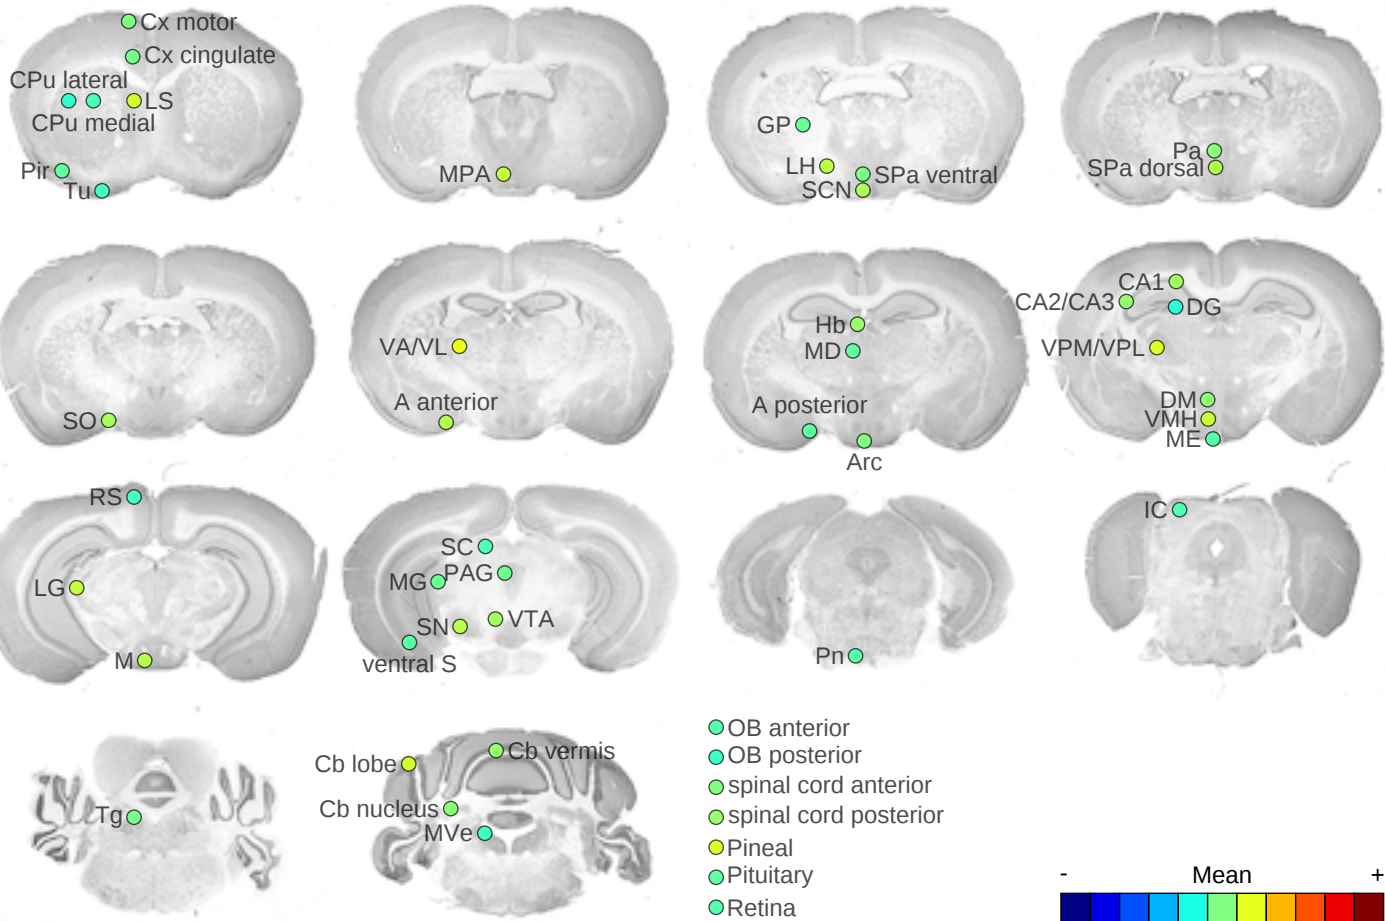 Cx motor
Cx cingulate
CPu lateral
LS
CPu medial
Pir
Tu
MPA
GP
LH
SPa ventral
SCN
Pa
SPa dorsal
SO
VA/VL
A anterior
Hb
MD
A posterior
Arc
CA1
CA2/CA3
DG
VPM/VPL
DM
VMH
ME
RS
LG
M
SC
MG
PAG
SN
VTA
ventral S
Pn
IC
Tg
Cb lobe
Cb vermis
Cb nucleus
MVe
OB anterior
OB posterior
spinal cord anterior
spinal cord posterior
Pineal
Pituitary
Retina
- Mean +